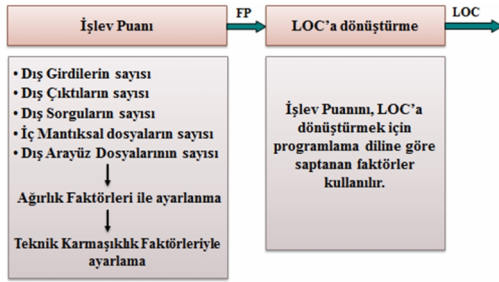 İşlev Puanı
FP
LOC'a dönüştürme
LOC
• Dış Girdilerin sayısı
• Dış Çıktıların sayısı
• Dış Sorguların sayısı
• İç Mantıksal dosyaların sayısı
• Dış Arayüz Dosyalarının sayısı
Ağırlık Faktörleri ile ayarlanma
Teknik Karmaşıklık Faktörleriyle
ayarlama
İşlev Puanını, LOC'a
dönüştürmek için
programlama diline göre
saptanan faktörler
kullanılır.